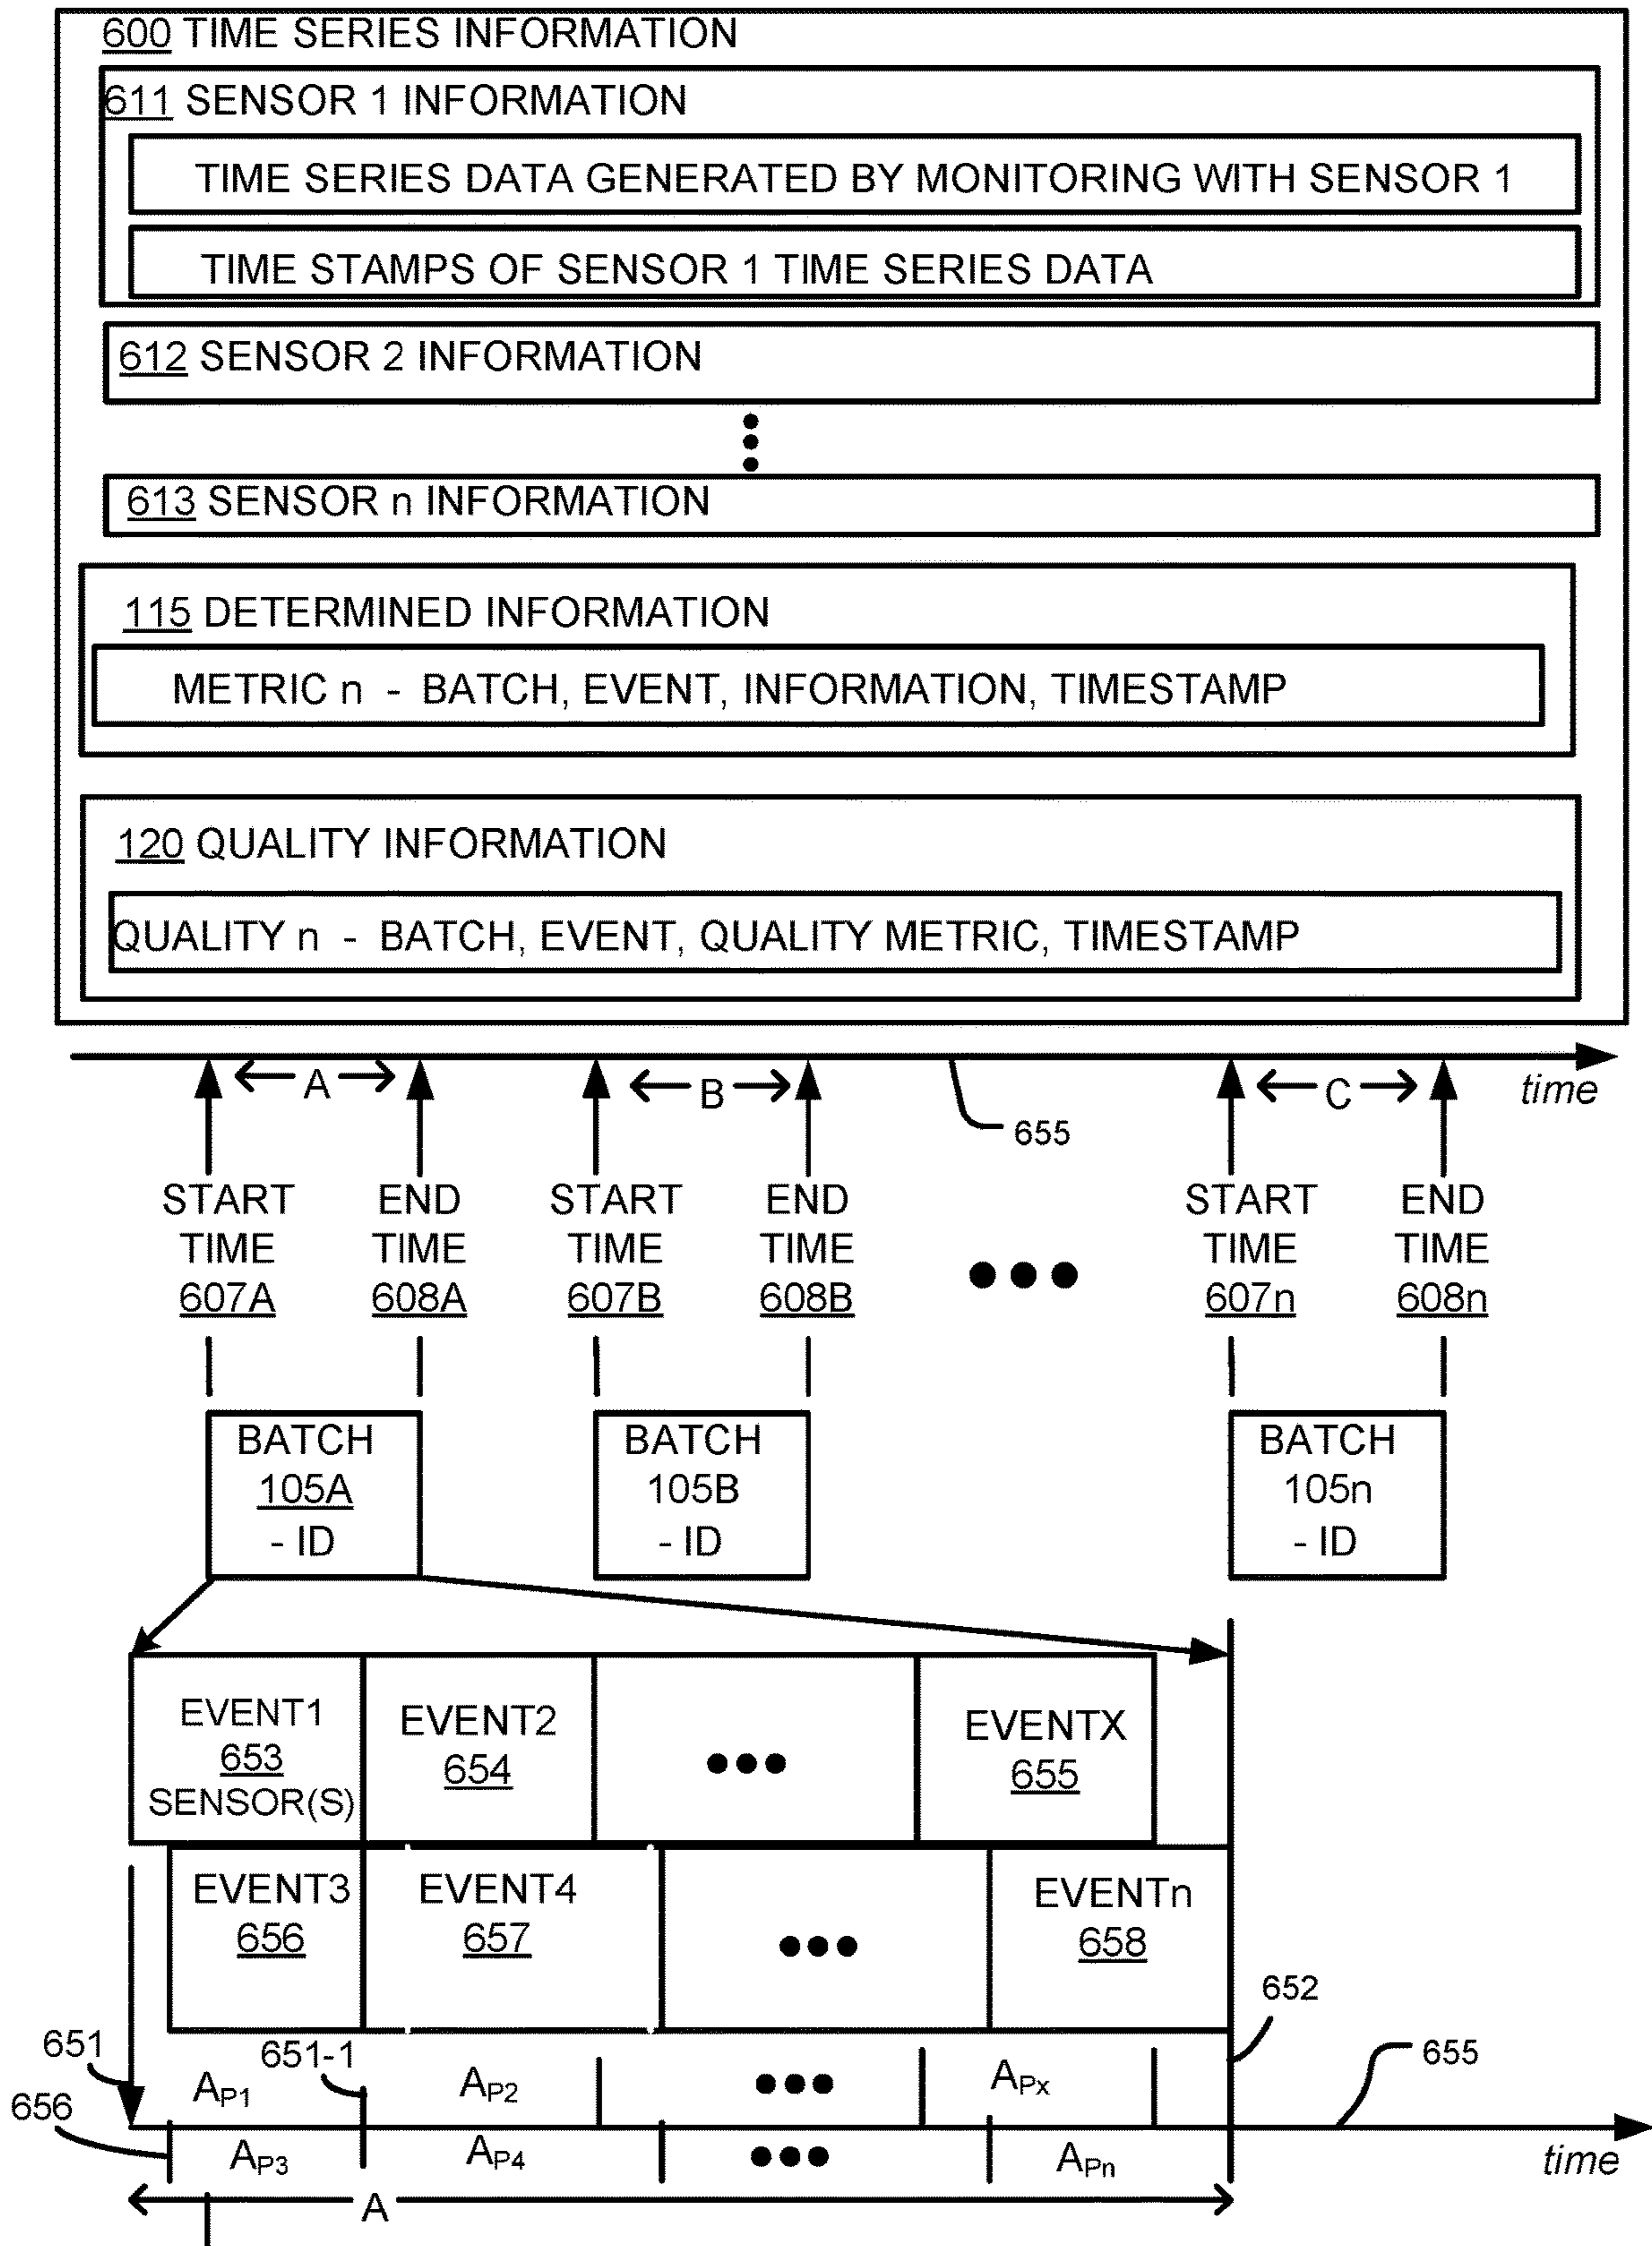 600 TIME SERIES INFORMATION
611 SENSOR 1 INFORMATION
TIME SERIES DATA GENERATED BY MONITORING WITH SENSOR 1
TIME STAMPS OF SENSOR 1 TIME SERIES DATA
612 SENSOR 2 INFORMATION
613 SENSOR n INFORMATION
115 DETERMINED INFORMATION
METRIC n - BATCH, EVENT, INFORMATION, TIMESTAMP
120 QUALITY INFORMATION
QUALITY n - BATCH, EVENT, QUALITY METRIC, TIMESTAMP
A
B
C
time
655
START TIME 607A
END TIME 608A
START TIME 607B
END TIME 608B
START TIME 607n
END TIME 608n
BATCH 105A - ID
BATCH 105B - ID
BATCH 105n - ID
EVENT1 653 SENSOR(S)
EVENT2 654
EVENTX 655
EVENT3 656
EVENT4 657
EVENTn 658
652
651
651-1
655
AP1
AP2
APx
656
AP3
AP4
APn
time
A